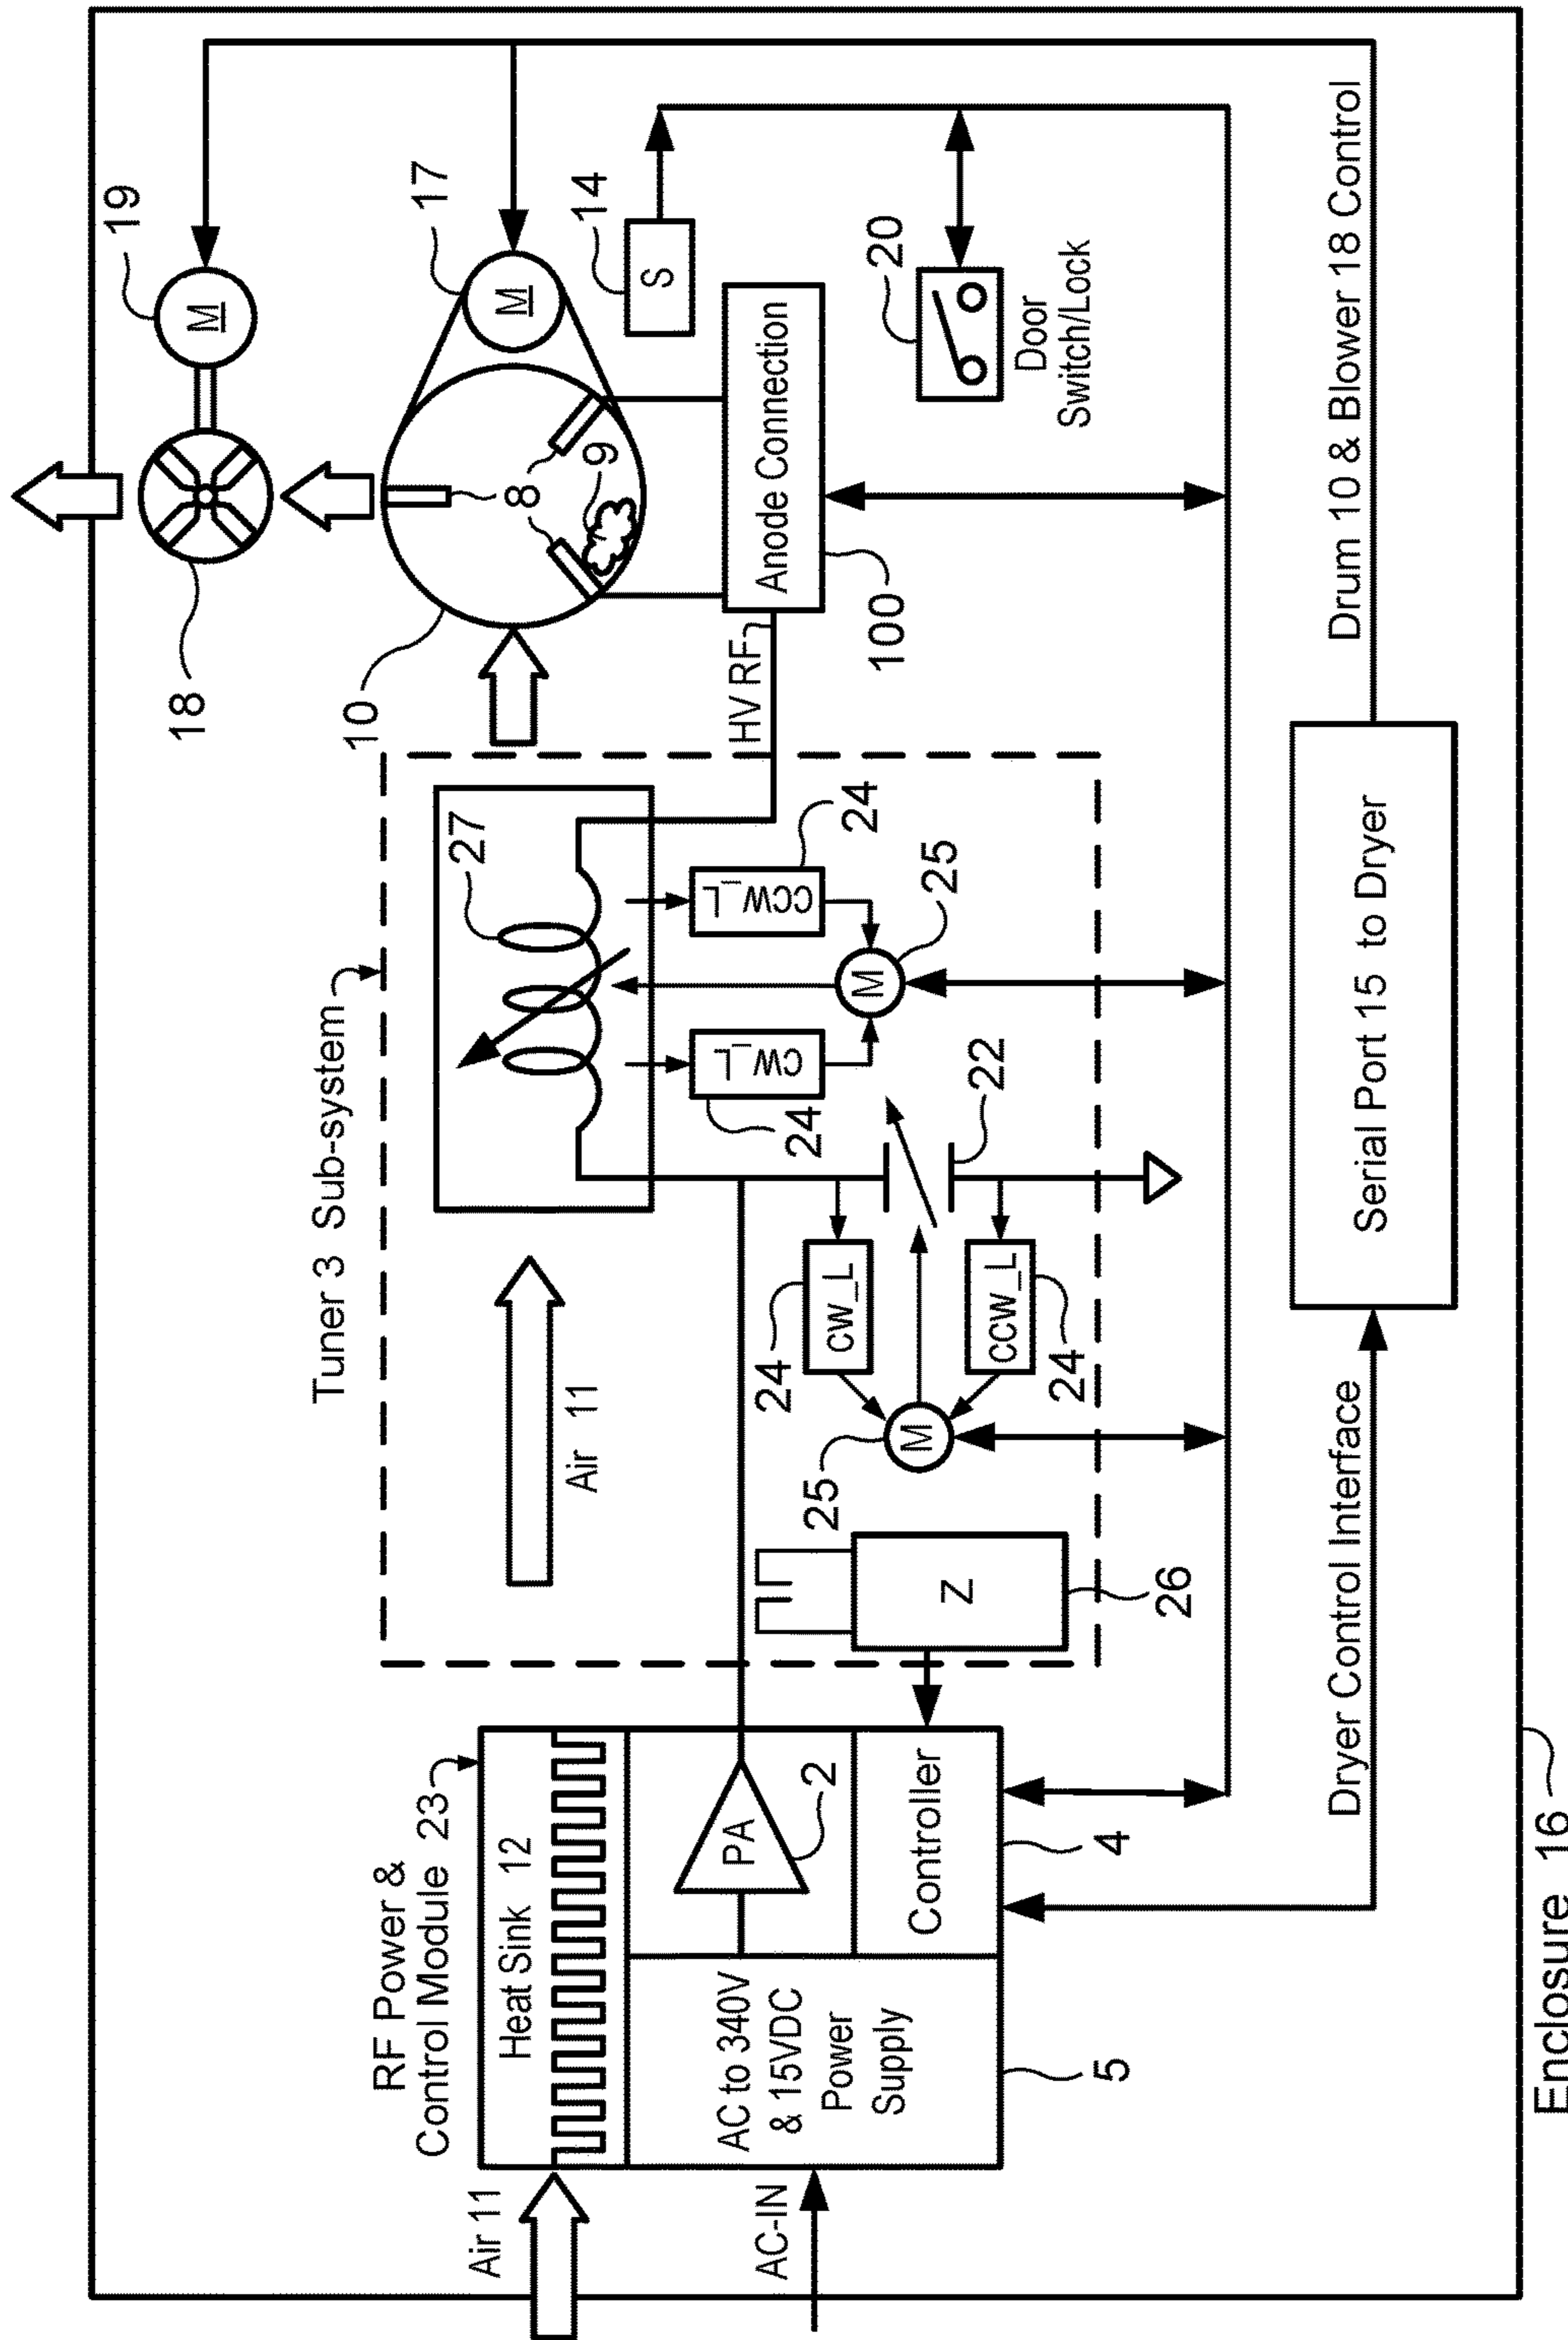 Enclosure 16
Air 11
AC-IN
RF Power &
Control Module 23
Heat Sink 12
AC to 340V
& 15VDC
Power
Supply
5
PA
2
Controller
4
Tuner 3 Sub-system
Air 11
27
Z
26
M
25
CW_L
24
CCW_L
24
22
CW_L
24
CCW_L
24
M
25
HV RF
Anode Connection
100
10
8
9
18
M
19
M
17
S
14
20
Door
Switch/Lock
Dryer Control Interface
Serial Port 15 to Dryer
Drum 10 & Blower 18 Control